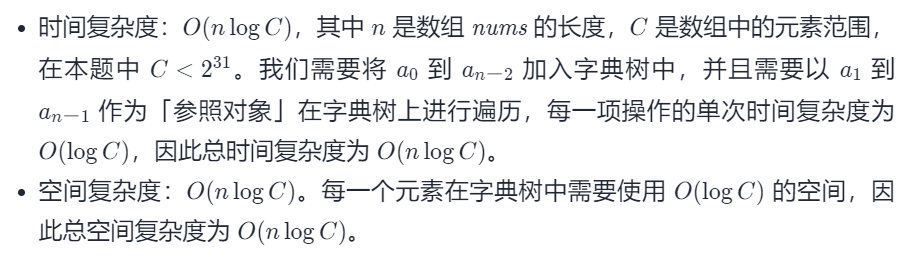 • 时间复杂度：O(n log C)，其中 n 是数组 nums 的长度，C 是数组中的元素范围，
在本题中 C < 2³¹。我们需要将 a₀ 到 aₙ₋₂ 加入字典树中，并且需要以 a₁ 到
aₙ₋₁ 作为「参照对象」在字典树上进行遍历，每一项操作的单次时间复杂度为
O(log C)，因此总时间复杂度为 O(n log C)。
• 空间复杂度：O(n log C)。每一个元素在字典树中需要使用 O(log C) 的空间，因
此总空间复杂度为 O(n log C)。